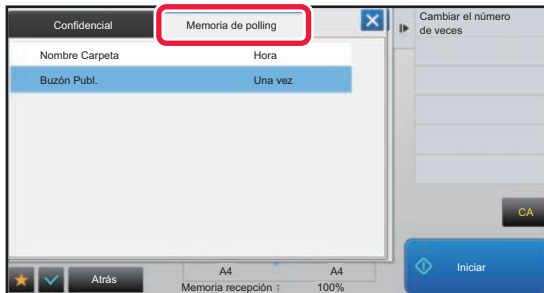 Confidencial
Memoria de polling
Cambiar el número
de veces
Nombre Carpeta Hora
Buzón Publ. Una vez
CA
Iniciar
Atrás
A4 A4
Memoria recepción : 100%